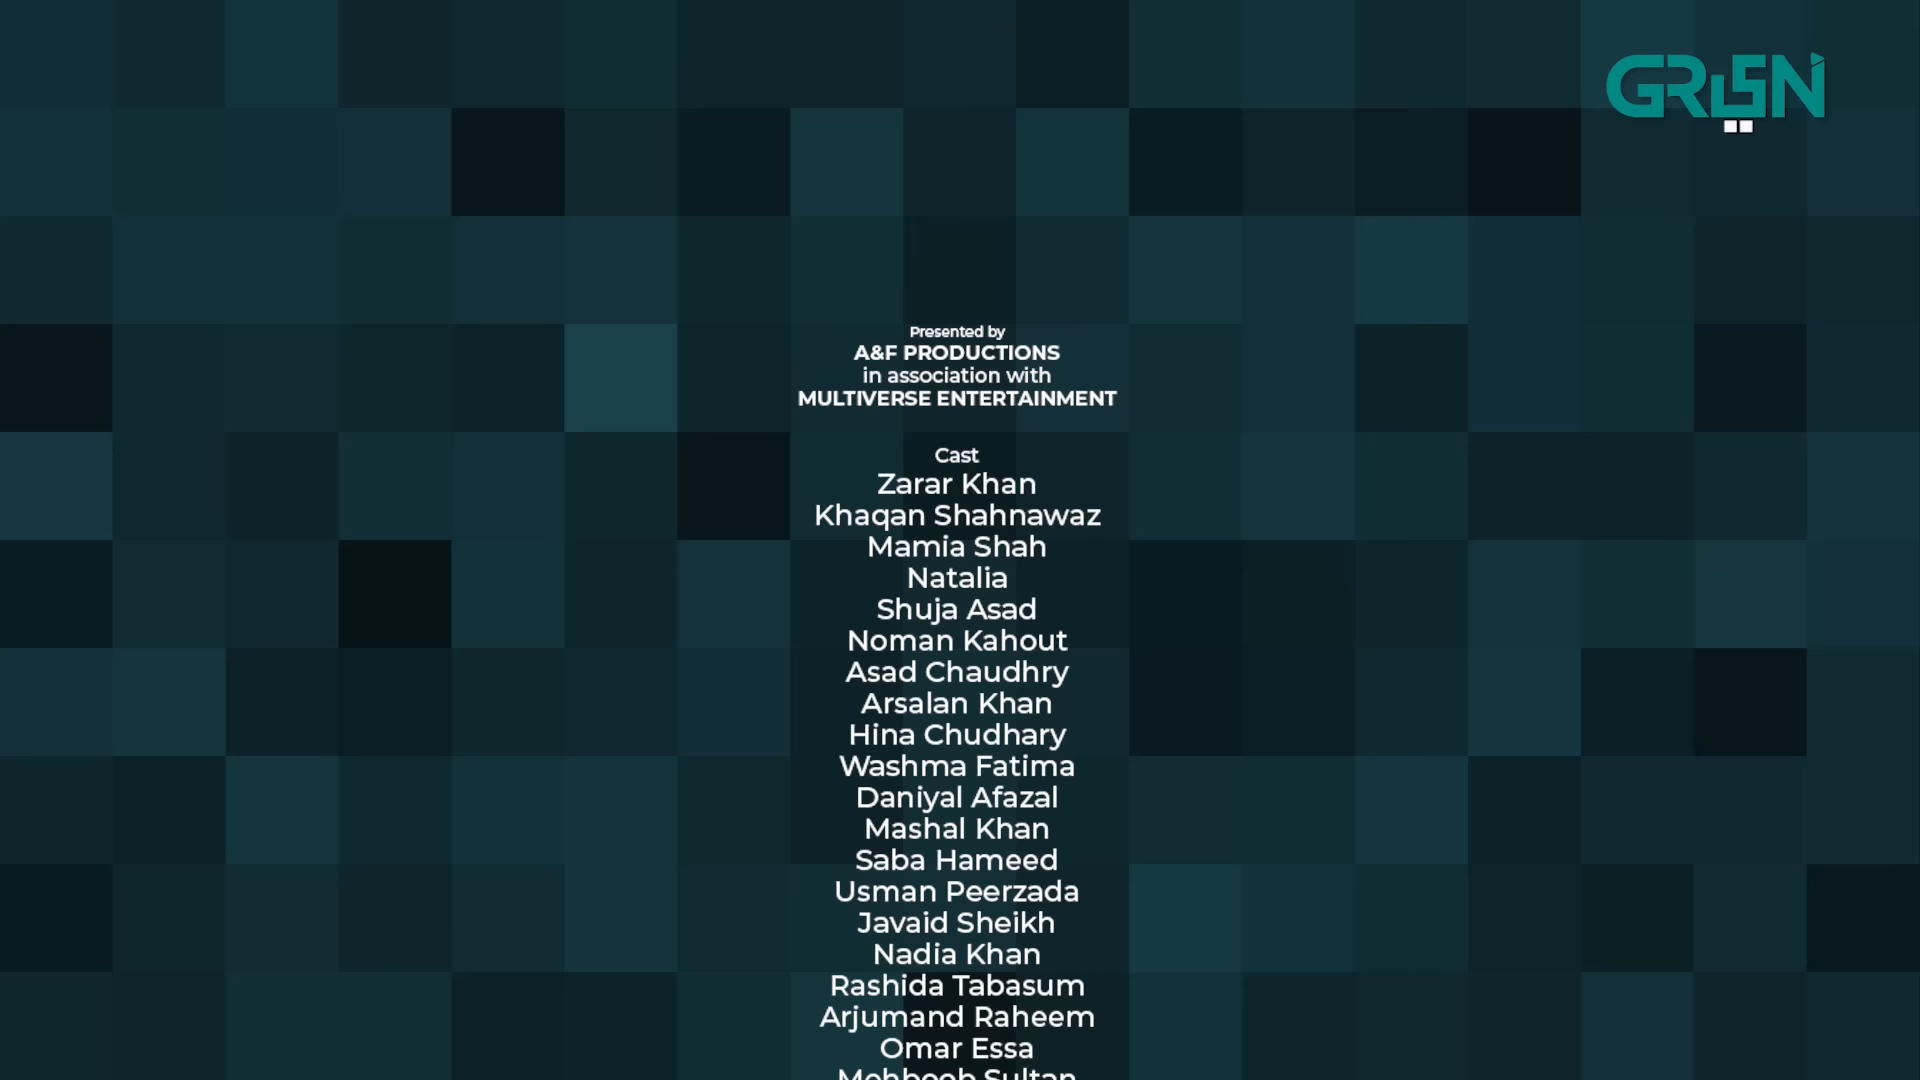 GREEN
Presented by
A&F PRODUCTIONS
in association with
MULTIVERSE ENTERTAINMENT
Cast
Zarar Khan
Khaqan Shahnawaz
Mamia Shah
Natalia
Shuja Asad
Noman Kahout
Asad Chaudhry
Arsalan Khan
Hina Chudhary
Washma Fatima
Daniyal Afazal
Mashal Khan
Saba Hameed
Usman Peerzada
Javaid Sheikh
Nadia Khan
Rashida Tabasum
Arjumand Raheem
Omar Essa
Mehboob Sultan